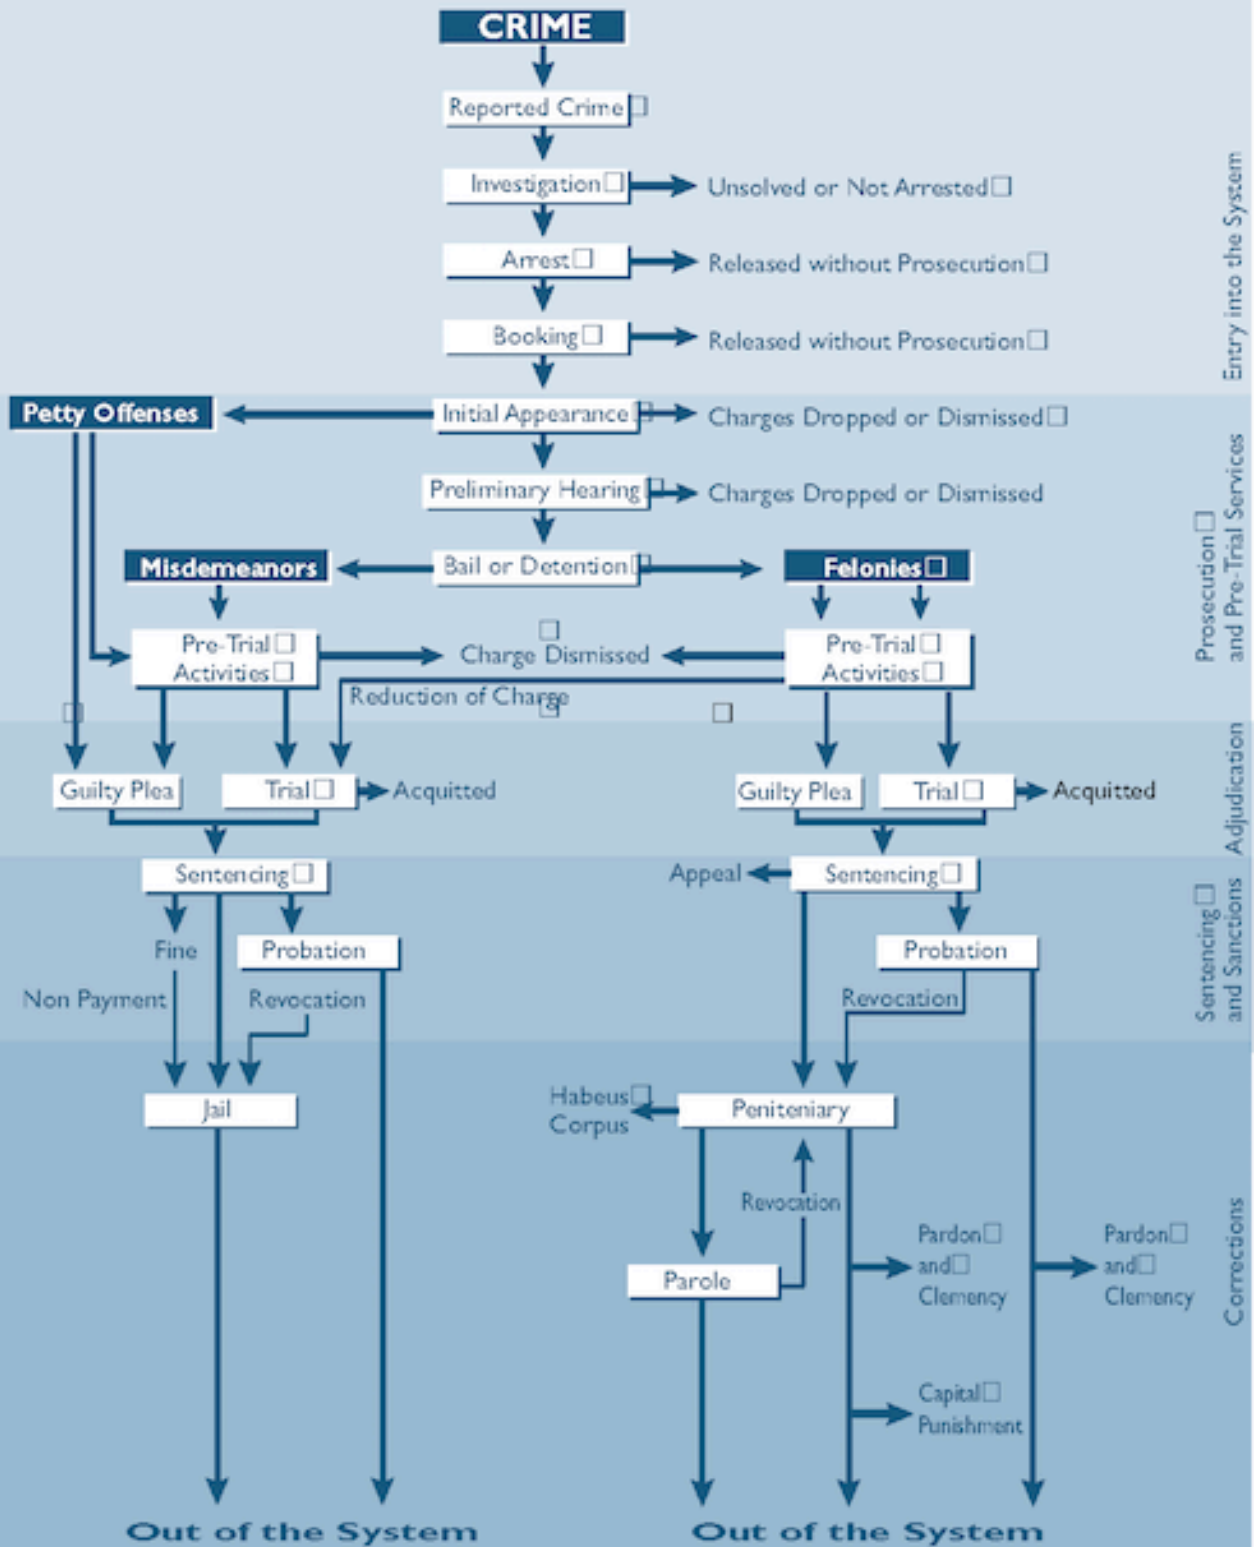 CRIME
Reported Crime
Investigation
Unsolved or Not Arrested
Arrest
Released without Prosecution
Booking
Released without Prosecution
Entry into the System
Petty Offenses
Initial Appearance
Charges Dropped or Dismissed
Preliminary Hearing
Charges Dropped or Dismissed
Misdemeanors
Bail or Detention
Felonies
Pre-Trial
Activities
Charge Dismissed
Pre-Trial
Activities
Reduction of Charge
Prosecution
and Pre-Trial Services
Guilty Plea
Trial
Acquitted
Guilty Plea
Trial
Acquitted
Adjudication
Sentencing
Appeal
Sentencing
Fine
Probation
Probation
Non Payment
Revocation
Revocation
Sentencing
and Sanctions
Jail
Habeus
Corpus
Peniteniary
Revocation
Parole
Pardon
and
Clemency
Pardon
and
Clemency
Capital
Punishment
Corrections
Out of the System
Out of the System